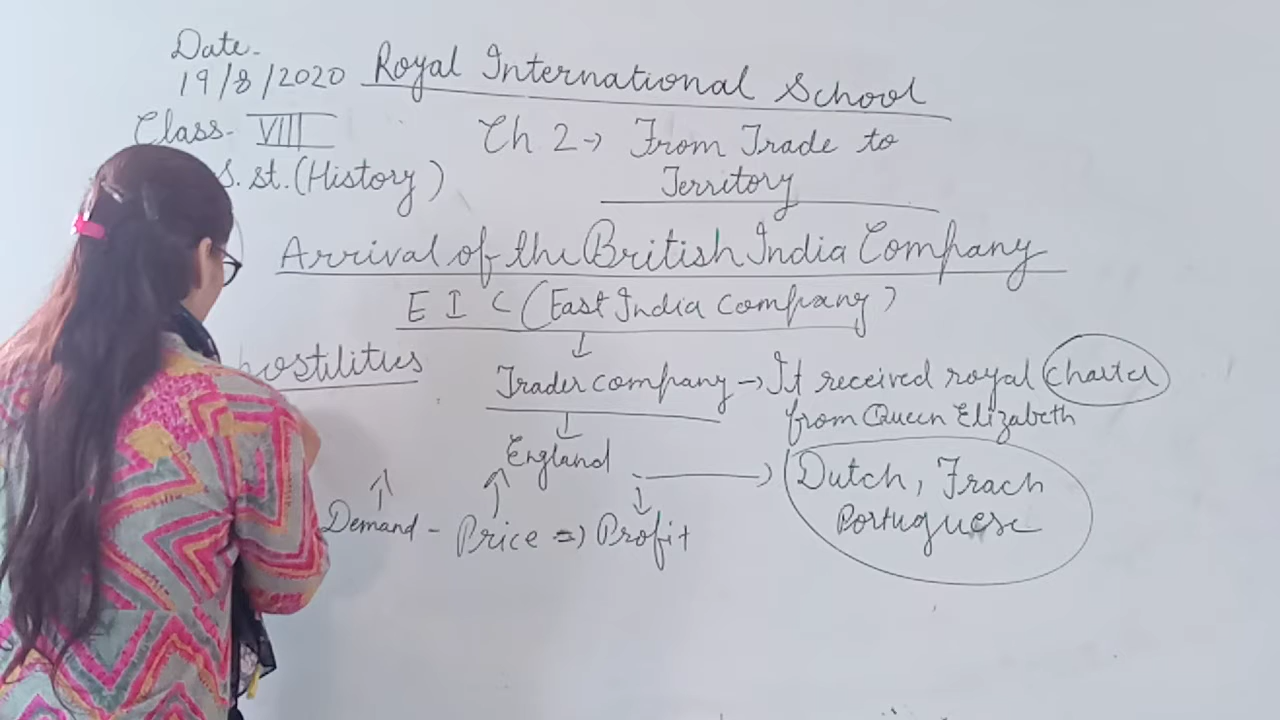 Date-
19/8/2020
Royal International School
Class- VIII
Ch 2→ From Trade to
Territory
S.st. (History)
Arrival of the British India Company
E I C (East India Company)
hostilities
Trader company → It received royal charter
from Queen Elizabeth
England
Dutch, Frach
Portuguese
Demand - Price ⇒ Profit